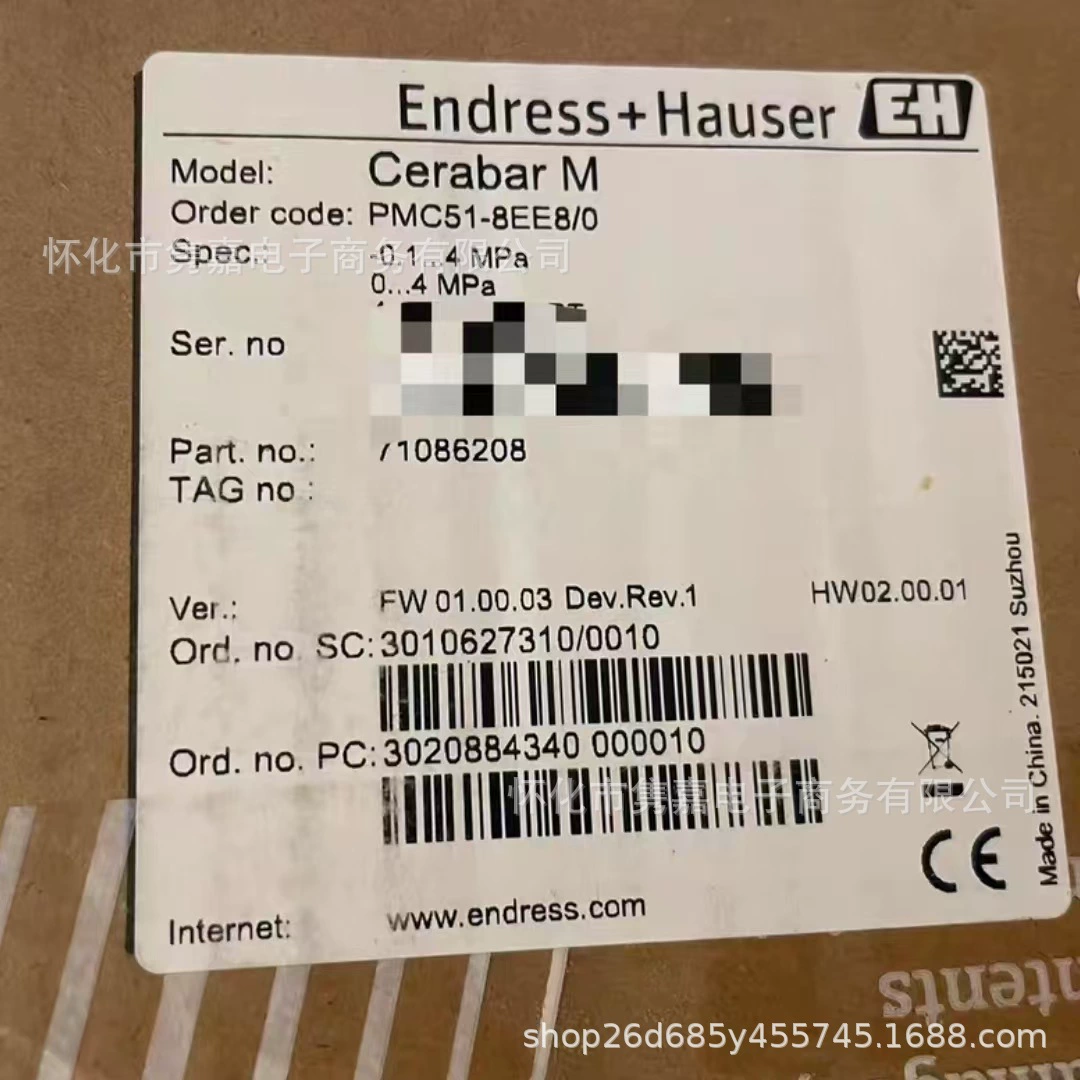 Endress+Hauser EH
Model: Cerabar M
Order code: PMC51-8EE8/0
Spec.: -0.1...4 MPa
怀化市隽嘉电子商务有限公司
0...4 MPa
Ser. no
Part. no.: 71086208
TAG no :
Ver.: FW 01.00.03 Dev.Rev.1 HW02.00.01
Ord. no. SC: 3010627310/0010
Ord. no. PC: 3020884340 000010
怀化市隽嘉电子商务有限公司
CE
Made in China. 215021 Suzhou
Internet: www.endress.com
shop26d685y455745.1688.com